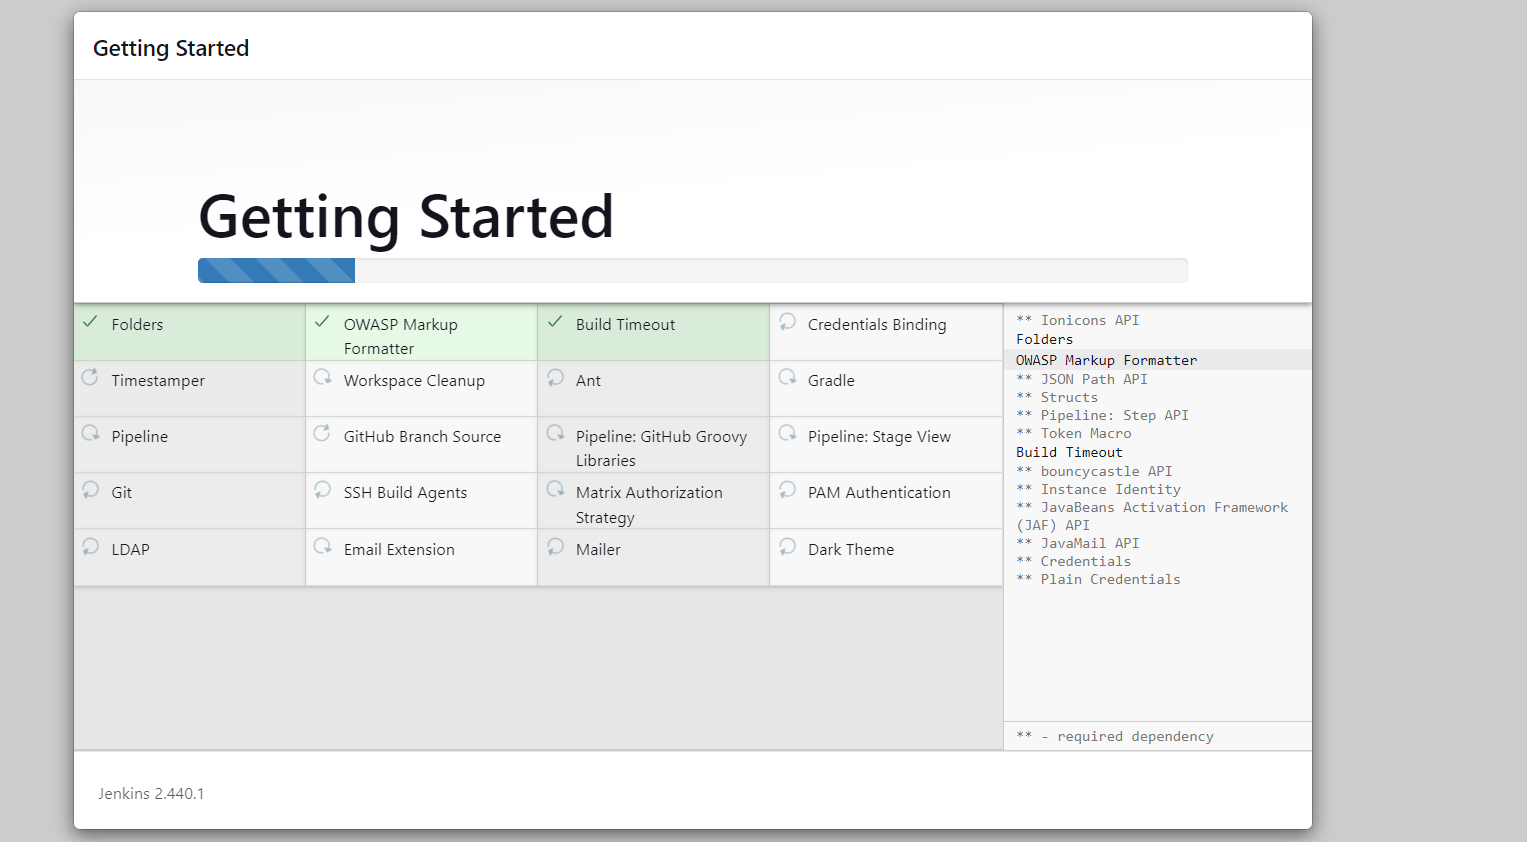 Getting Started
Getting Started
Folders
OWASP Markup
Formatter
Build Timeout
Credentials Binding
Timestamper
Workspace Cleanup
Ant
Gradle
Pipeline
GitHub Branch Source
Pipeline: GitHub Groovy
Libraries
Pipeline: Stage View
Git
SSH Build Agents
Matrix Authorization
Strategy
PAM Authentication
LDAP
Email Extension
Mailer
Dark Theme
** Ionicons API
Folders
OWASP Markup Formatter
** JSON Path API
** Structs
** Pipeline: Step API
** Token Macro
Build Timeout
** bouncycastle API
** Instance Identity
** JavaBeans Activation Framework
(JAF) API
** JavaMail API
** Credentials
** Plain Credentials
** - required dependency
Jenkins 2.440.1